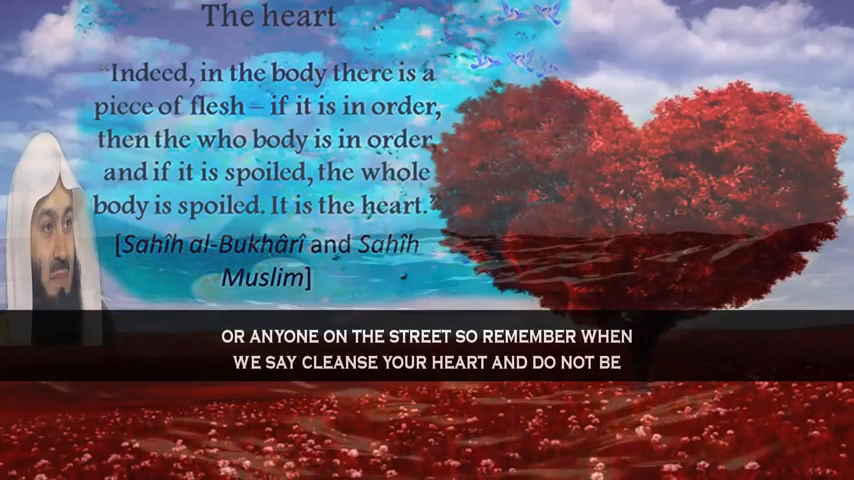 The heart
"Indeed, in the body there is a
piece of flesh – if it is in order,
then the who body is in order,
and if it is spoiled, the whole
body is spoiled. It is the heart."
[Sahîh al-Bukhârî and Sahîh
Muslim]
OR ANYONE ON THE STREET SO REMEMBER WHEN
WE SAY CLEANSE YOUR HEART AND DO NOT BE